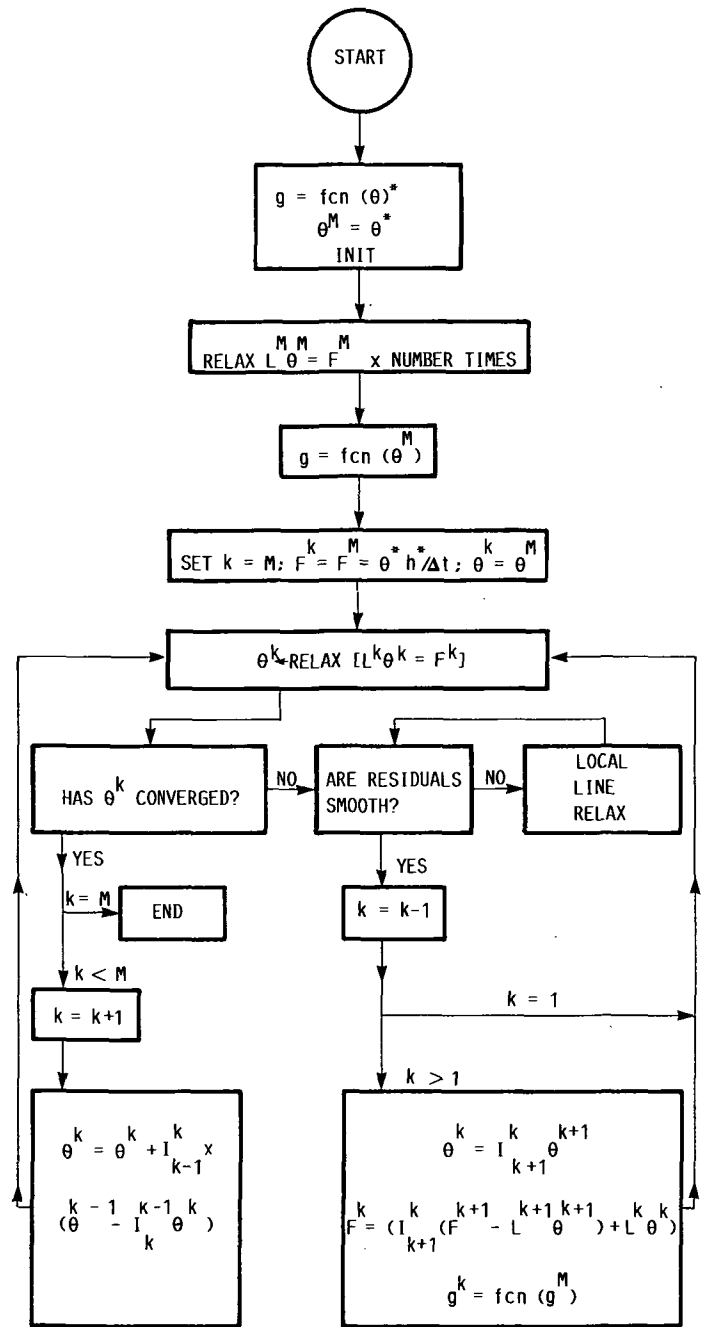 START
g = fcn (θ)*
θ^M = θ*
INIT
RELAX L^M θ^M = F^M x NUMBER TIMES
g = fcn (θ^M)
SET k = M; F^k = F^M = θ* h*/Δt ; θ^k = θ^M
θ^k ← RELAX [L^k θ^k = F^k]
HAS θ^k CONVERGED?
NO
ARE RESIDUALS
SMOOTH?
NO
LOCAL
LINE
RELAX
YES
k = M
END
k < M
k = k+1
θ^k = θ^k + I^k_{k-1} x
(θ^{k-1} - I^{k-1}_k θ^k)
YES
k = k-1
k = 1
k > 1
θ^k = I^k_{k+1} θ^{k+1}
F^k = (I^k_{k+1} (F^{k+1} - L^{k+1} θ^{k+1}) + L^k θ^k)
g^k = fcn (g^M)